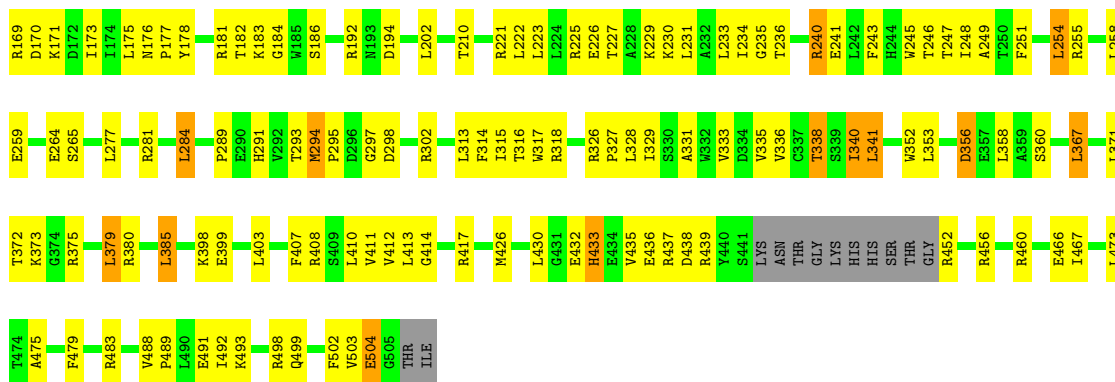 R169 D170 K171 D172 I173 I174 L175 N176 P177 Y178 R181 T182 K183 G184 W185 S186 R192 N193 D194 L202 T210 R221 L222 L223 L224 R225 E226 T227 A228 K229 K230 L231 A232 L233 I234 G235 T236 R240 E241 L242 F243 H244 W245 T246 T247 I248 A249 T250 F251 L254 R255 L258
E259 E264 S265 L277 R281 L284 P289 E290 H291 V292 T293 M294 P295 D296 G297 D298 R302 L313 F314 I315 T316 W317 R318 R326 P327 L328 I329 S330 A331 W332 V333 D334 V335 V336 C337 T338 S339 I340 L341 W352 L353 D356 E357 L358 A359 S360 L367 L371
T372 K373 G374 R375 L379 R380 L385 K398 E399 L403 F407 R408 S409 L410 V411 V412 L413 G414 R417 M426 L430 G431 E432 H433 E434 V435 E436 R437 D438 R439 Y440 S441 LYS ASN THR GLY LYS HIS HIS SER THR GLY R452 R456 R460 E466 I467 L473
T474 A475 F479 R483 V488 P489 L490 E491 I492 K493 R498 Q499 F502 V503 E504 G505 THR ILE